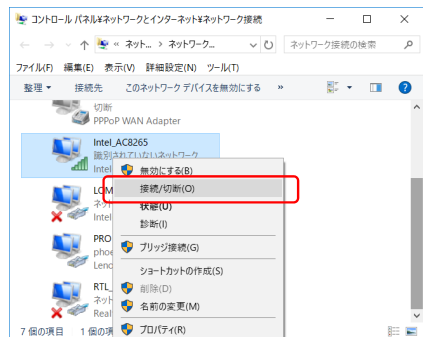 コントロール パネル¥ネットワークとインターネット¥ネットワーク接続
« ネット... › ネットワーク...
ネットワーク接続の検索
ファイル(F) 編集(E) 表示(V) 詳細設定(N) ツール(T)
整理 接続先 このネットワーク デバイスを無効にする »
切断
PPPoP WAN Adapter
Intel_AC8265
識別されていないネットワーク
Intel
無効にする(B)
接続/切断(O)
LOM
ネット
Intel
状態(U)
診断(I)
PRO
phoe
Leno
ブリッジ接続(G)
ショートカットの作成(S)
RTL_
ネット
Real
削除(D)
名前の変更(M)
プロパティ(R)
7 個の項目 1 個の項